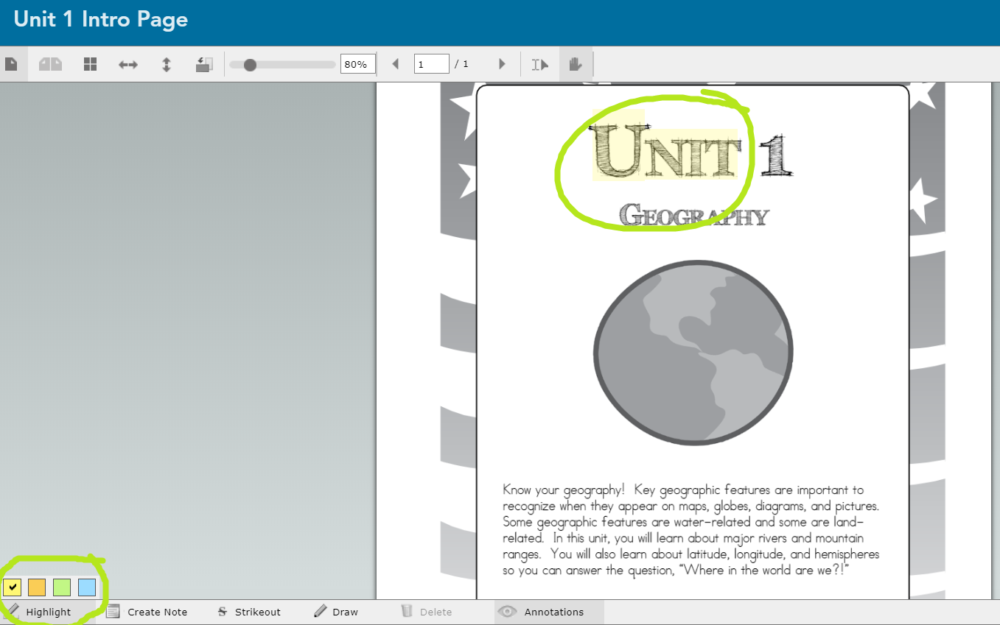 Unit 1 Intro Page
80%
1 / 1
UNIT 1
GEOGRAPHY
Know your geography! Key geographic features are important to
recognize when they appear on maps, globes, diagrams, and pictures.
Some geographic features are water-related and some are land-
related. In this unit, you will learn about major rivers and mountain
ranges. You will also learn about latitude, longitude, and hemispheres
so you can answer the question, "Where in the world are we?!"
Highlight
Create Note
S Strikeout
Draw
Delete
Annotations